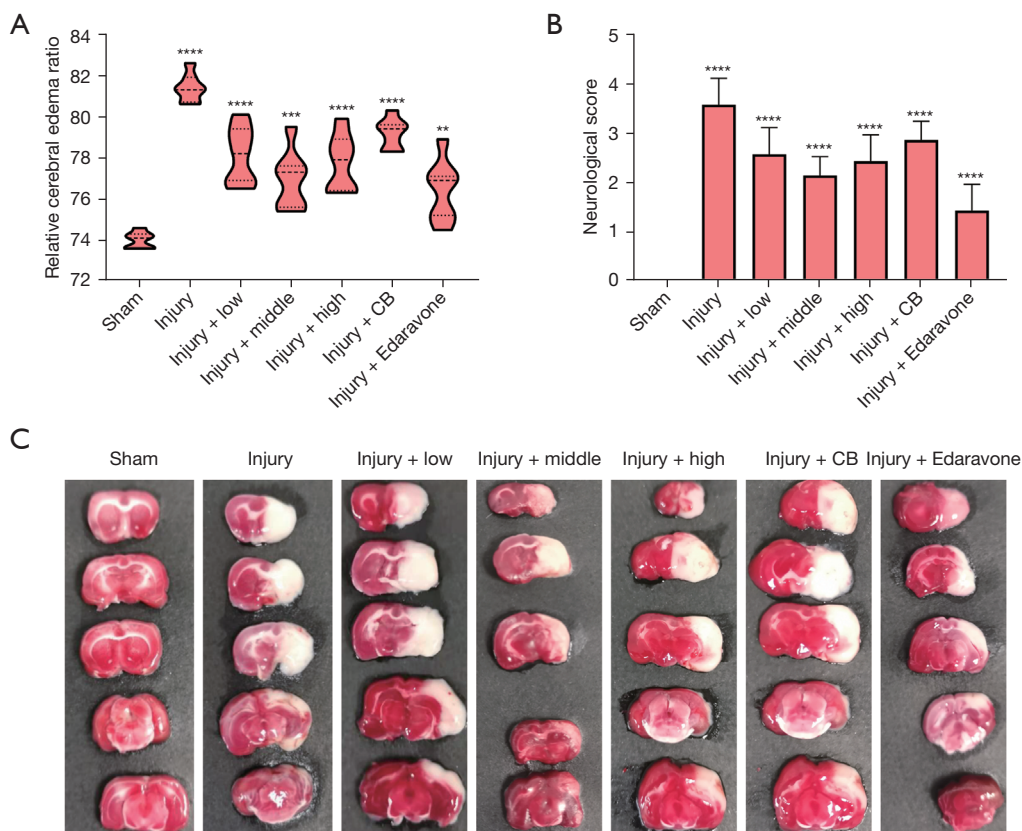 A
Relative cerebral edema ratio
84
82
80
78
76
74
72
****
****
***
****
****
**
Sham
Injury
Injury + low
Injury + middle
Injury + high
Injury + CB
Injury + Edaravone
B
Neurological score
5
4
3
2
1
0
****
****
****
****
****
****
Sham
Injury
Injury + low
Injury + middle
Injury + high
Injury + CB
Injury + Edaravone
C
Sham Injury Injury + low Injury + middle Injury + high Injury + CB Injury + Edaravone